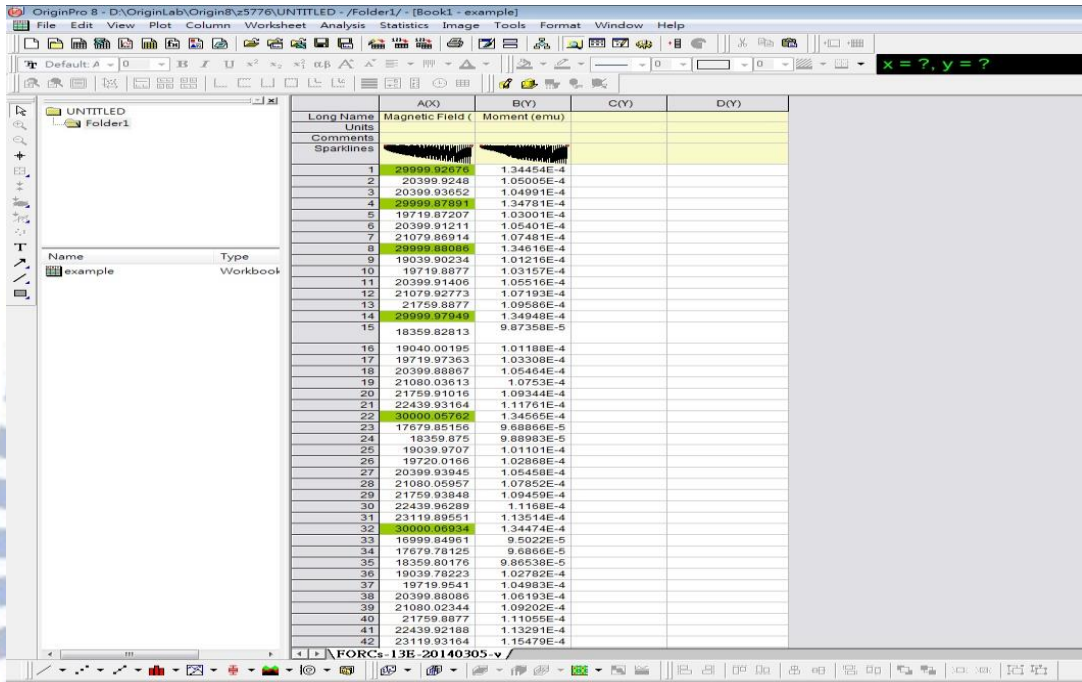 OriginPro 8 - D:\OriginLab\Origin8\z5776\UNTITLED - /Folder1/ - [Book1 - example]
File Edit View Plot Column Worksheet Analysis Statistics Image Tools Format Window Help
Default: A 0 B I U x² x₂ αβ A A 0 0 x = ?, y = ?
UNTITLED
Folder1
Name Type
example Workbook
A(X) B(Y) C(Y) D(Y)
Long Name Magnetic Field ( Moment (emu)
Units
Comments
Sparklines
1 29999.92676 1.34454E-4
2 20399.9248 1.05005E-4
3 20399.93652 1.04991E-4
4 29999.87891 1.34781E-4
5 19719.87207 1.03001E-4
6 20399.91211 1.05401E-4
7 21079.86914 1.07481E-4
8 29999.88086 1.34616E-4
9 19039.90234 1.01216E-4
10 19719.8877 1.03157E-4
11 20399.91406 1.05516E-4
12 21079.92773 1.07193E-4
13 21759.8877 1.09586E-4
14 29999.97949 1.34948E-4
15 18359.82813 9.87358E-5
16 19040.00195 1.01188E-4
17 19719.97363 1.03308E-4
18 20399.88867 1.05464E-4
19 21080.03613 1.0753E-4
20 21759.91016 1.09344E-4
21 22439.93164 1.11761E-4
22 30000.05762 1.34565E-4
23 17679.85156 9.68866E-5
24 18359.875 9.88983E-5
25 19039.9707 1.01101E-4
26 19720.0166 1.02868E-4
27 20399.93945 1.05458E-4
28 21080.05957 1.07852E-4
29 21759.93848 1.09459E-4
30 22439.96289 1.1168E-4
31 23119.89551 1.13514E-4
32 30000.06934 1.34474E-4
33 16999.84961 9.5022E-5
34 17679.78125 9.6866E-5
35 18359.80176 9.86538E-5
36 19039.78223 1.02782E-4
37 19719.9541 1.04983E-4
38 20399.88086 1.06193E-4
39 21080.02344 1.09202E-4
40 21759.8877 1.11055E-4
41 22439.92188 1.13291E-4
42 23119.93164 1.15479E-4
FORCs-13E-20140305-v